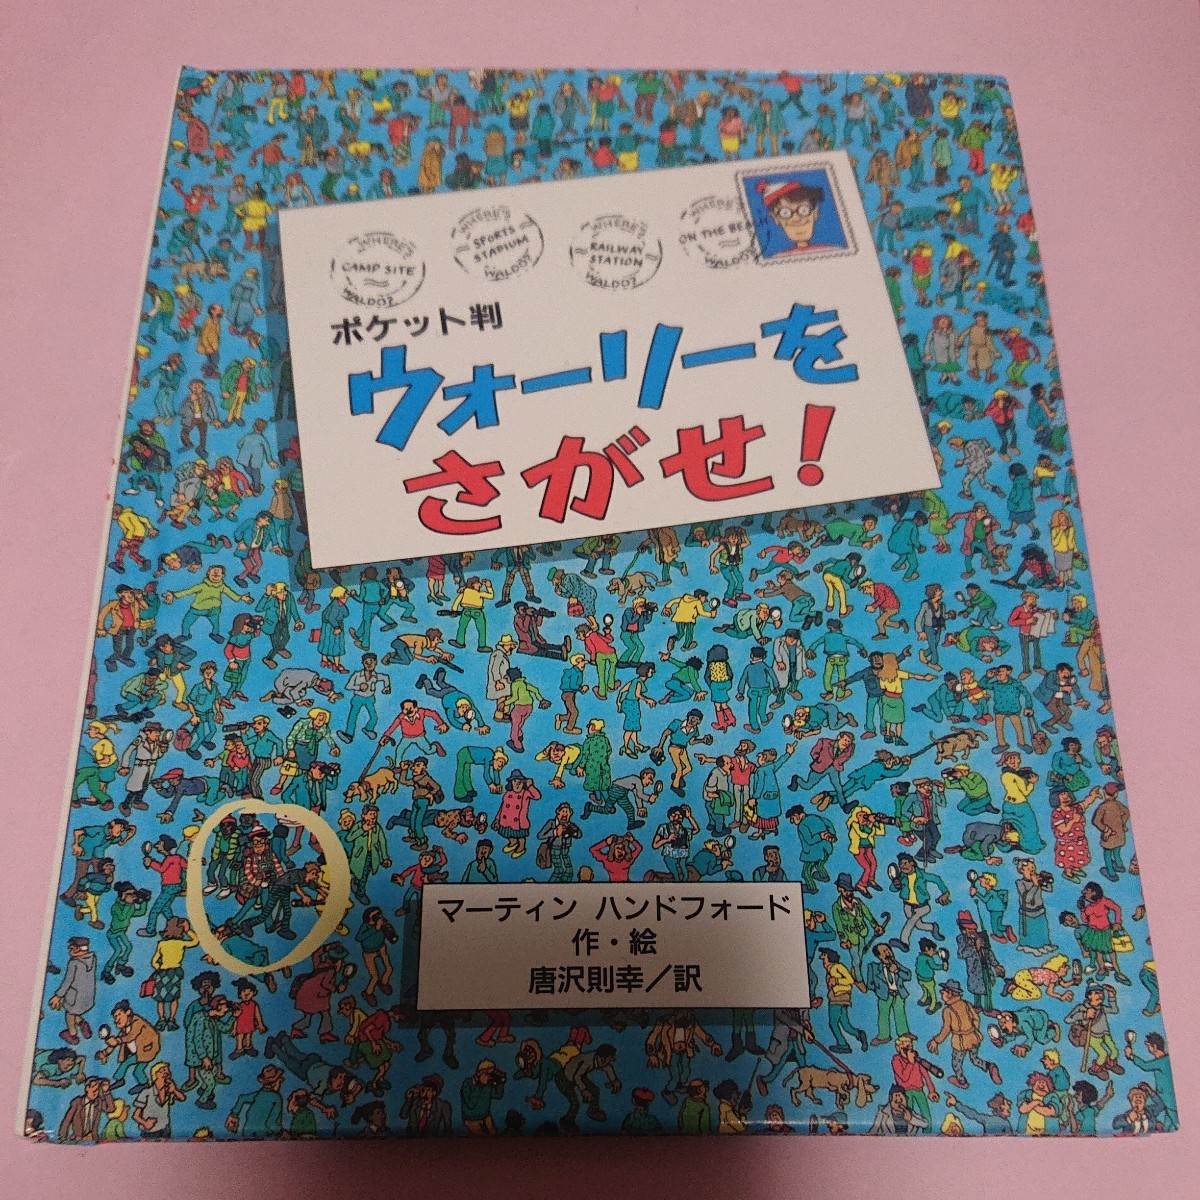 WHERE'S
CAMP SITE
WALDO?
WHERE'S
SPORTS
STADIUM
WALDO?
WHERE'S
RAILWAY
STATION
WALDO?
WHERE'S
ON THE BEA
WALDO?
ポケット判
ウォーリーを
さがせ!
マーティン ハンドフォード
作・絵
唐沢則幸/訳